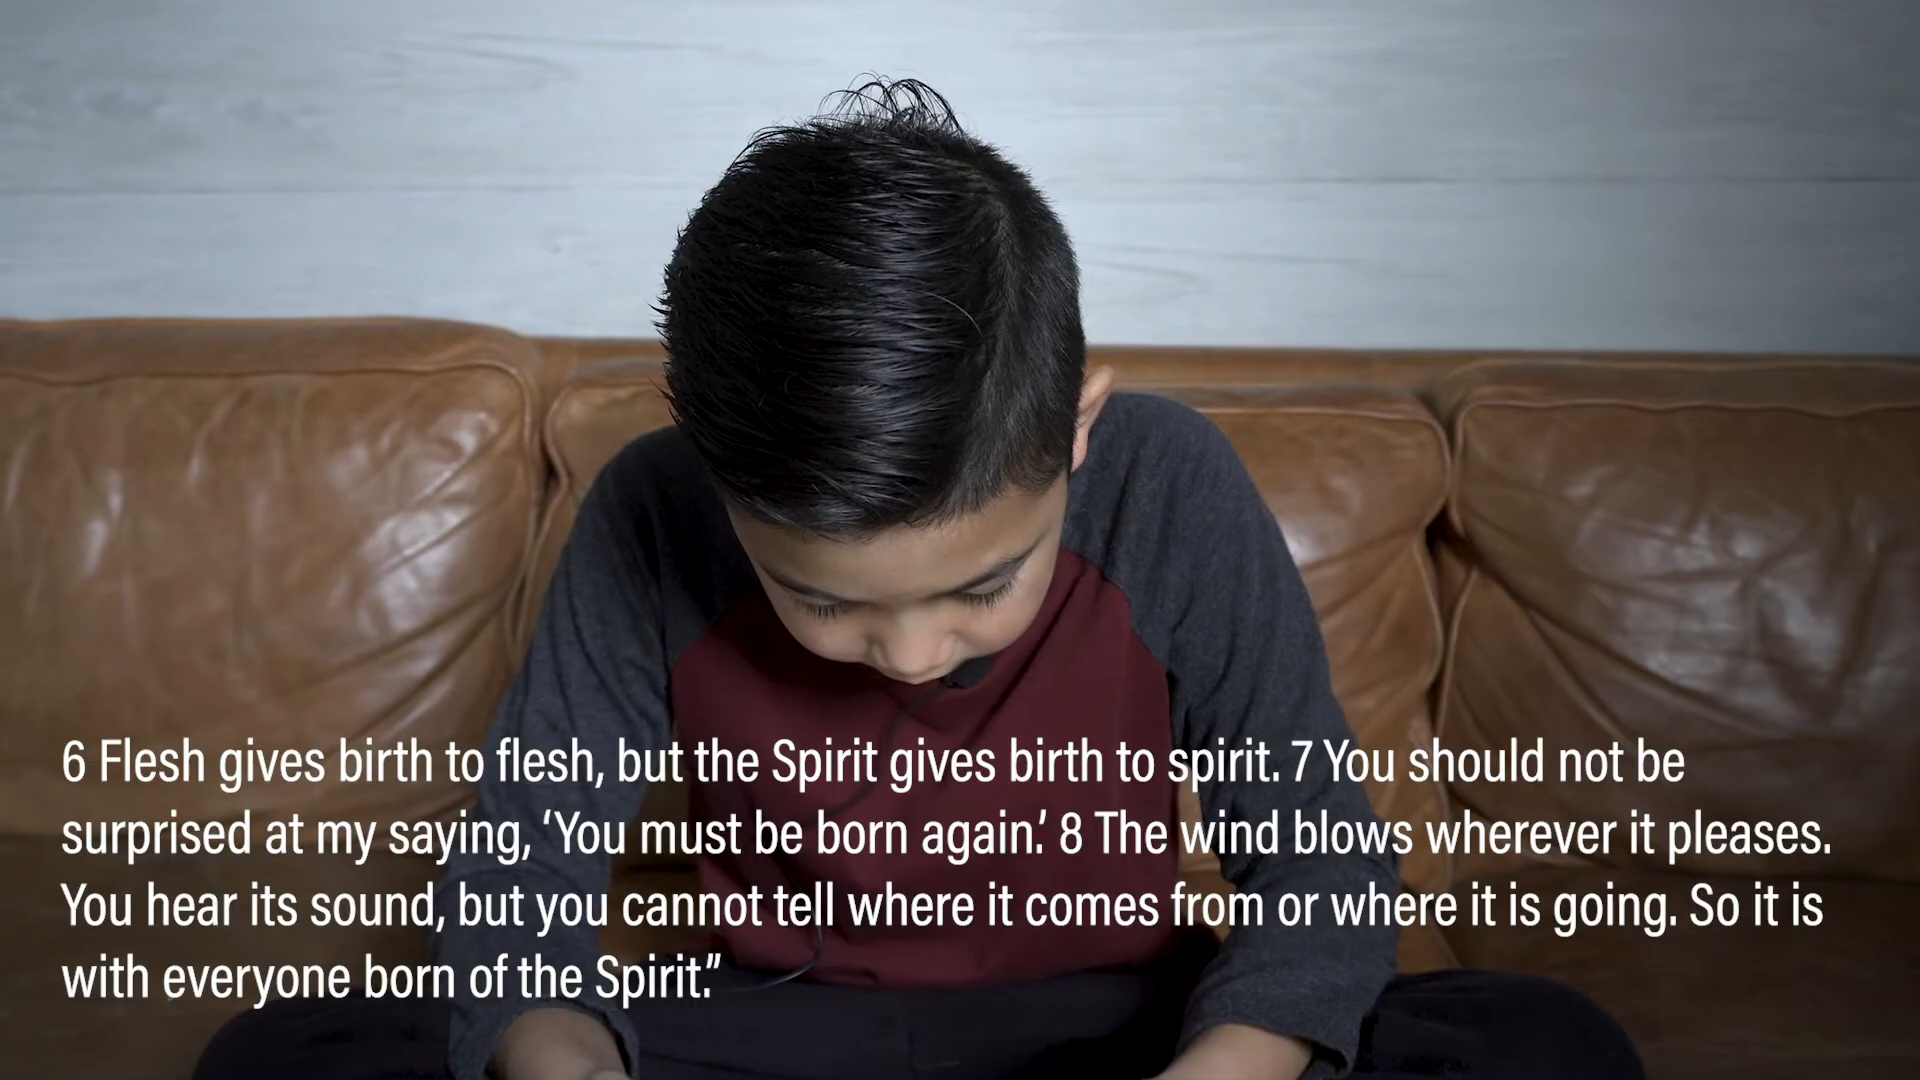 6 Flesh gives birth to flesh, but the Spirit gives birth to spirit. 7 You should not be
surprised at my saying, ‘You must be born again.’ 8 The wind blows wherever it pleases.
You hear its sound, but you cannot tell where it comes from or where it is going. So it is
with everyone born of the Spirit.”